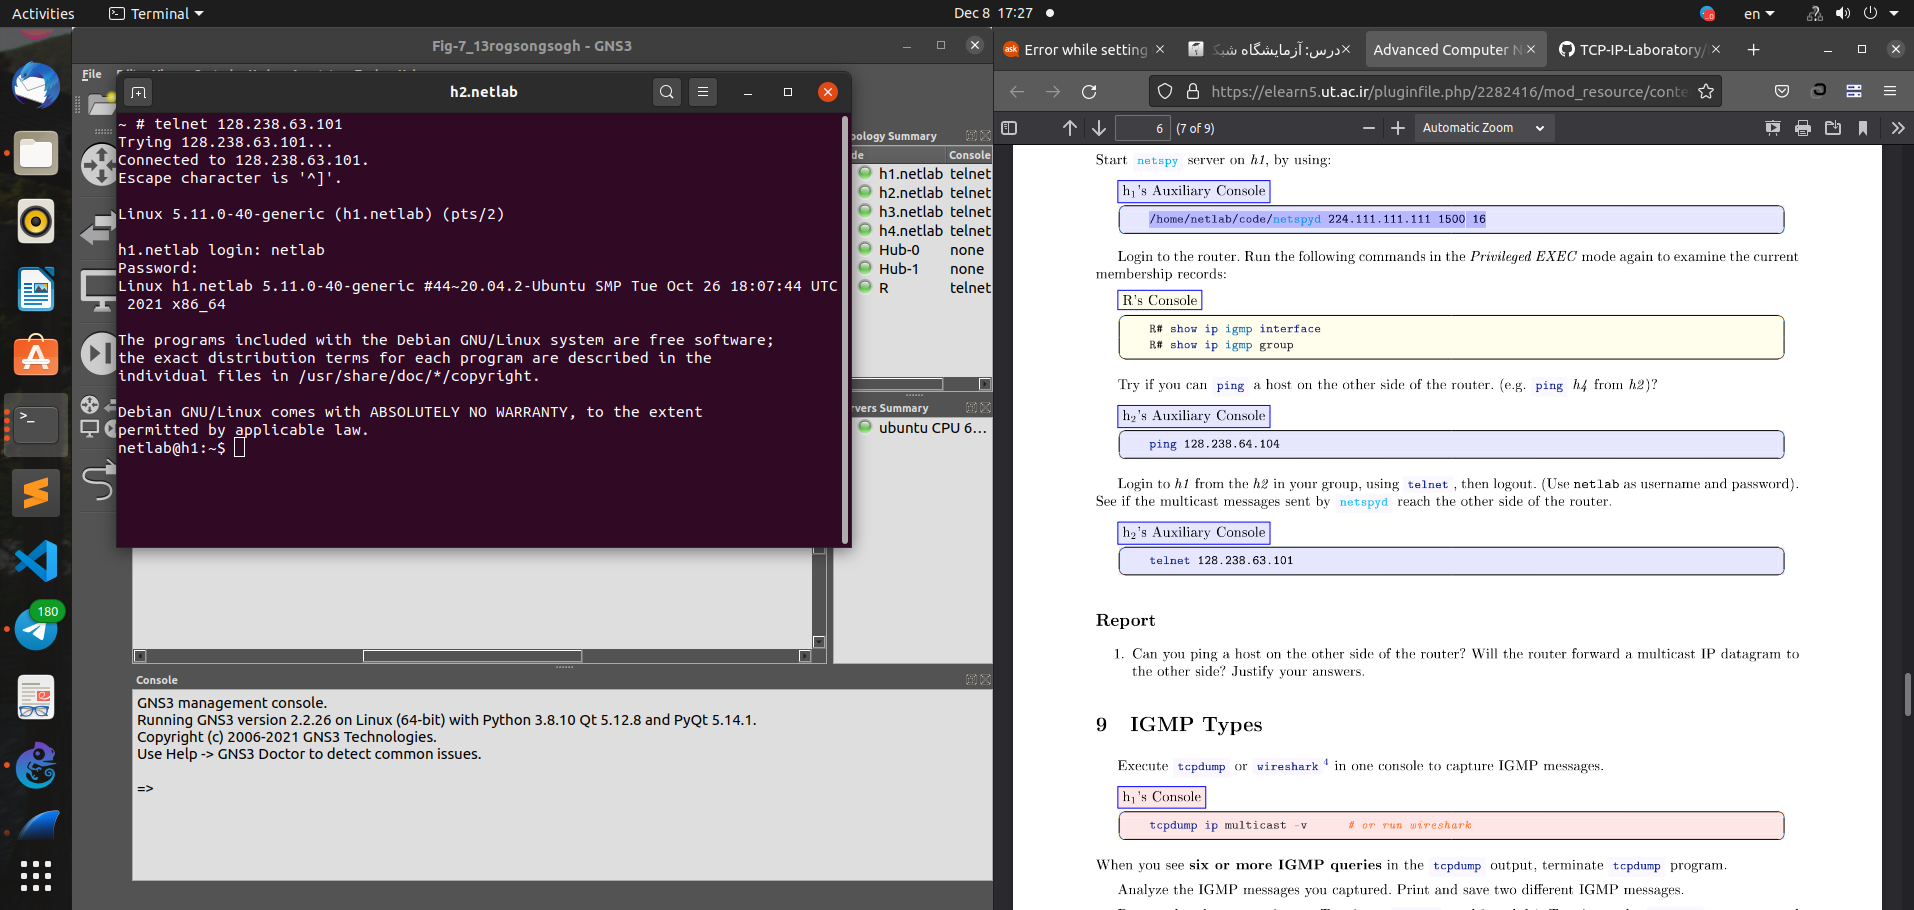 Activities
Terminal
Dec 8 17:27
en
Fig-7_13rogsongsogh - GNS3
File
h2.netlab
~ # telnet 128.238.63.101
Trying 128.238.63.101...
Connected to 128.238.63.101.
Escape character is '^]'.
Linux 5.11.0-40-generic (h1.netlab) (pts/2)
h1.netlab login: netlab
Password:
Linux h1.netlab 5.11.0-40-generic #44~20.04.2-Ubuntu SMP Tue Oct 26 18:07:44 UTC
2021 x86_64
The programs included with the Debian GNU/Linux system are free software;
the exact distribution terms for each program are described in the
individual files in /usr/share/doc/*/copyright.
Debian GNU/Linux comes with ABSOLUTELY NO WARRANTY, to the extent
permitted by applicable law.
netlab@h1:~$
pology Summary
de Console
h1.netlab telnet
h2.netlab telnet
h3.netlab telnet
h4.netlab telnet
Hub-0 none
Hub-1 none
R telnet
rvers Summary
ubuntu CPU 6...
180
Console
GNS3 management console.
Running GNS3 version 2.2.26 on Linux (64-bit) with Python 3.8.10 Qt 5.12.8 and PyQt 5.14.1.
Copyright (c) 2006-2021 GNS3 Technologies.
Use Help -> GNS3 Doctor to detect common issues.
=>
ask Error while setting
درس: آزمایشگاه شبک
Advanced Computer N
TCP-IP-Laboratory/
https://elearn5.ut.ac.ir/pluginfile.php/2282416/mod_resource/conte
6 (7 of 9)
Automatic Zoom
Start netspy server on h1, by using:
h1's Auxiliary Console
/home/netlab/code/netspyd 224.111.111.111 1500 16
Login to the router. Run the following commands in the Privileged EXEC mode again to examine the current
membership records:
R's Console
R# show ip igmp interface
R# show ip igmp group
Try if you can ping a host on the other side of the router. (e.g. ping h4 from h2)?
h2's Auxiliary Console
ping 128.238.64.104
Login to h1 from the h2 in your group, using telnet, then logout. (Use netlab as username and password).
See if the multicast messages sent by netspyd reach the other side of the router.
h2's Auxiliary Console
telnet 128.238.63.101
Report
1. Can you ping a host on the other side of the router? Will the router forward a multicast IP datagram to
the other side? Justify your answers.
9 IGMP Types
Execute tcpdump or wireshark 4 in one console to capture IGMP messages.
h1's Console
tcpdump ip multicast -v # or run wireshark
When you see six or more IGMP queries in the tcpdump output, terminate tcpdump program.
Analyze the IGMP messages you captured. Print and save two different IGMP messages.